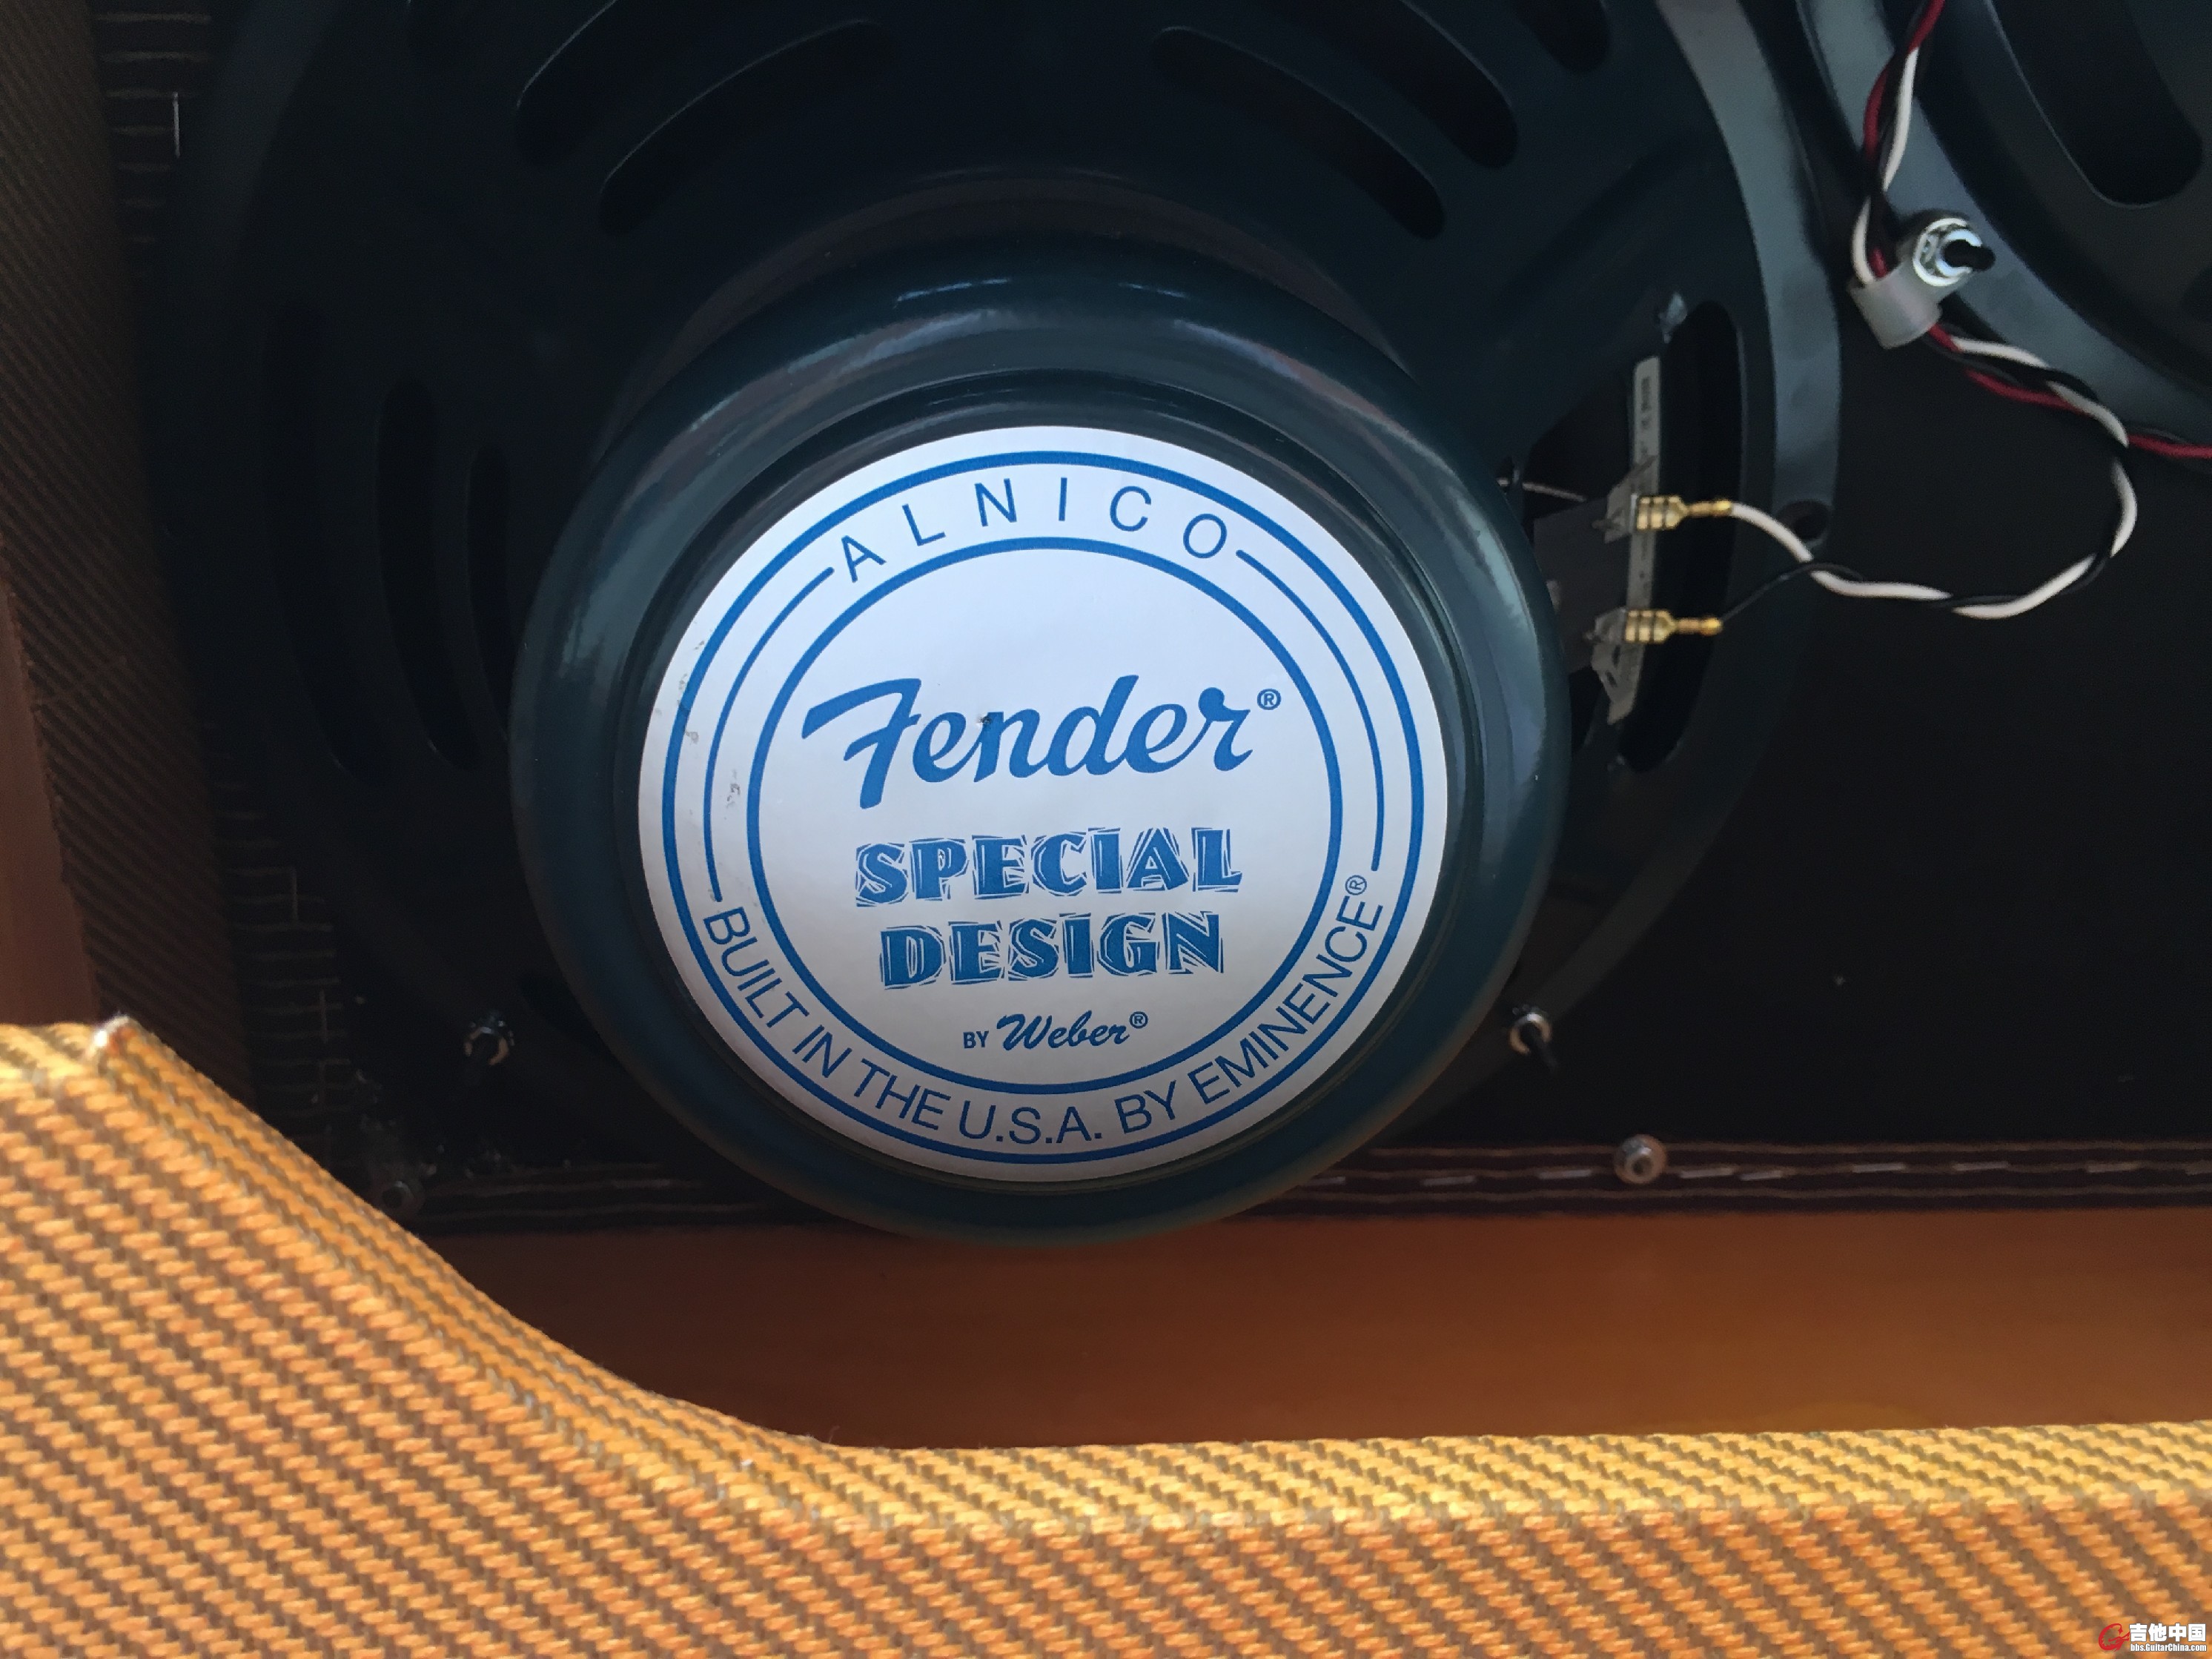 ALNICO
Fender®
SPECIAL
DESIGN
BY Weber®
BUILT IN THE U.S.A. BY EMINENCE®
吉他中国
bbs.GuitarChina.com